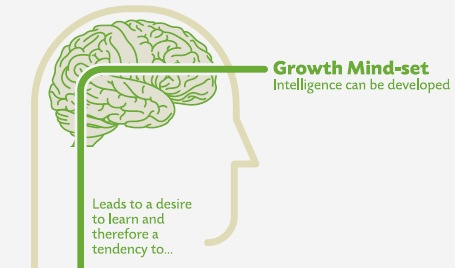 Growth Mind-set
Intelligence can be developed
Leads to a desire
to learn and
therefore a
tendency to...